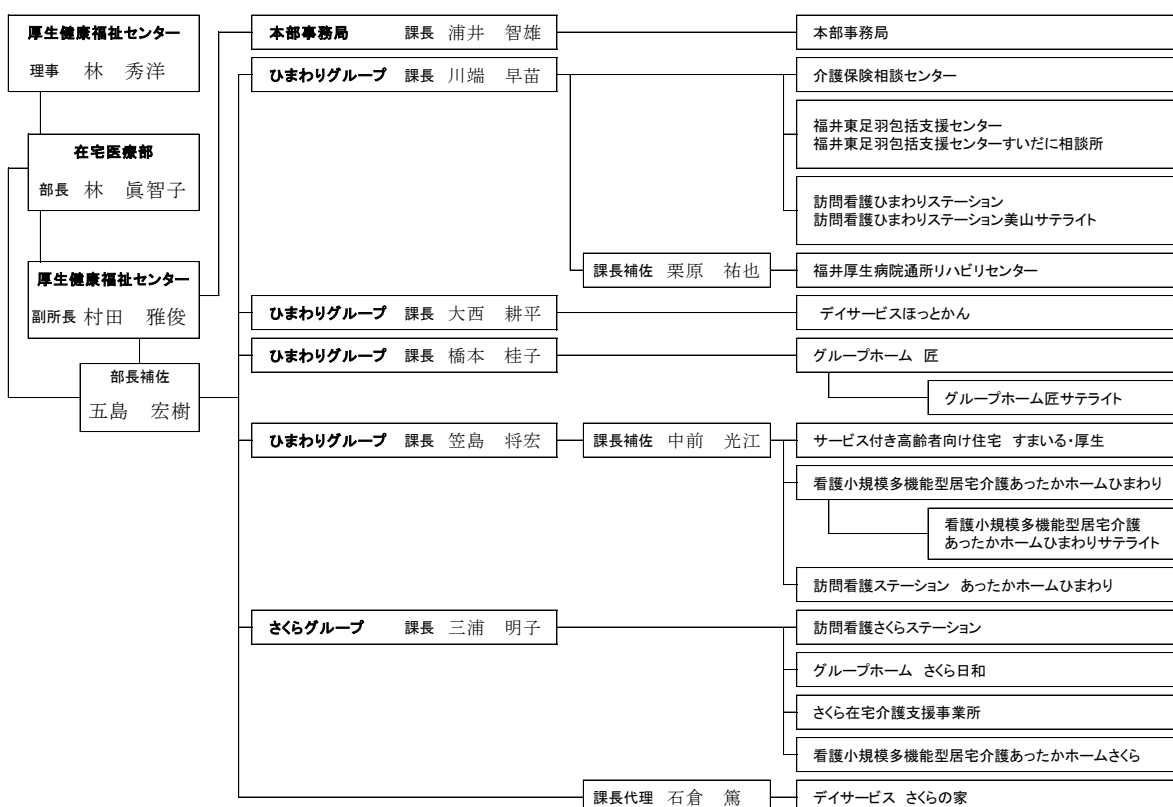 厚生健康福祉センター
理事 林 秀洋
在宅医療部
部長 林 眞智子
厚生健康福祉センター
副所長 村田 雅俊
部長補佐
五島 宏樹
本部事務局 課長 浦井 智雄
本部事務局
ひまわりグループ 課長 川端 早苗
介護保険相談センター
福井東足羽包括支援センター
福井東足羽包括支援センターすいだに相談所
訪問看護ひまわりステーション
訪問看護ひまわりステーション美山サテライト
課長補佐 栗原 祐也
福井厚生病院通所リハビリセンター
ひまわりグループ 課長 大西 耕平
デイサービスほっとかん
ひまわりグループ 課長 橋本 桂子
グループホーム 匠
グループホーム匠サテライト
ひまわりグループ 課長 笠島 将宏
課長補佐 中前 光江
サービス付き高齢者向け住宅 すまいる・厚生
看護小規模多機能型居宅介護あったかホームひまわり
看護小規模多機能型居宅介護
あったかホームひまわりサテライト
訪問看護ステーション あったかホームひまわり
さくらグループ 課長 三浦 明子
訪問看護さくらステーション
グループホーム さくら日和
さくら在宅介護支援事業所
看護小規模多機能型居宅介護あったかホームさくら
課長代理 石倉 篤
デイサービス さくらの家